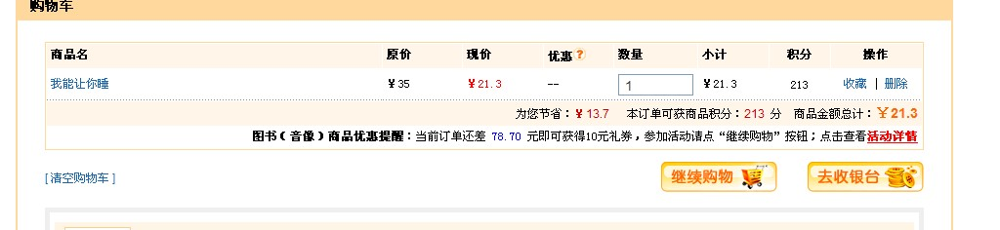 购物车
商品名 原价 现价 优惠 ? 数量 小计 积分 操作
我能让你睡 ￥35 ￥21.3 -- 1 ￥21.3 213 收藏 | 删除
为您节省：￥13.7 本订单可获商品积分：213 分 商品金额总计：￥21.3
图书（音像）商品优惠提醒：当前订单还差 78.70 元即可获得10元礼券，参加活动请点“继续购物”按钮；点击查看活动详情
[清空购物车] 继续购物 去收银台